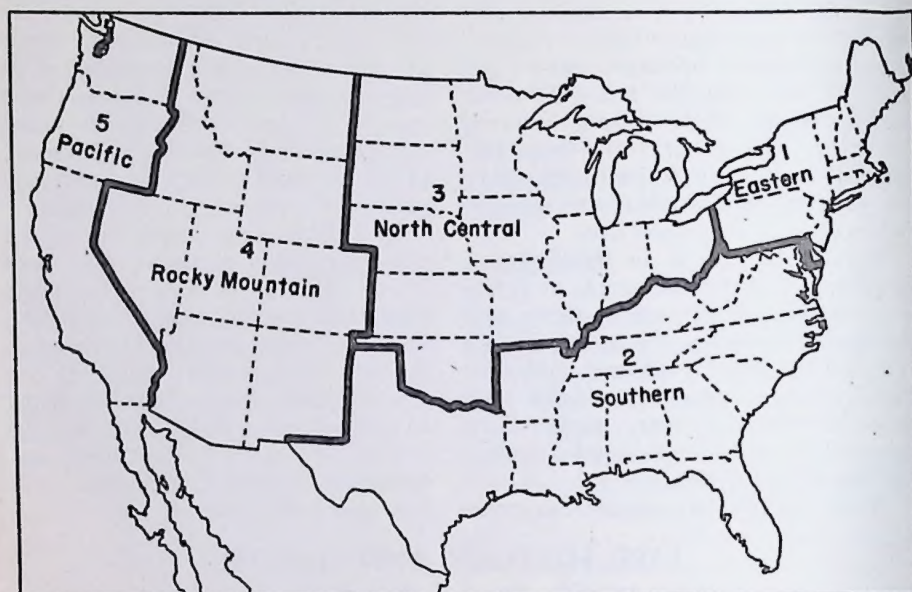 5
Pacific
4
Rocky Mountain
3
North Central
1
Eastern
2
Southern